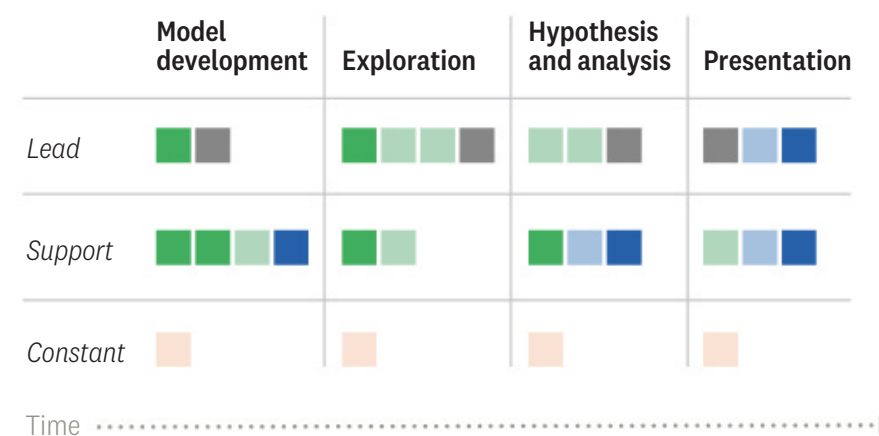 Model
development
Exploration
Hypothesis
and analysis
Presentation
Lead
Support
Constant
Time